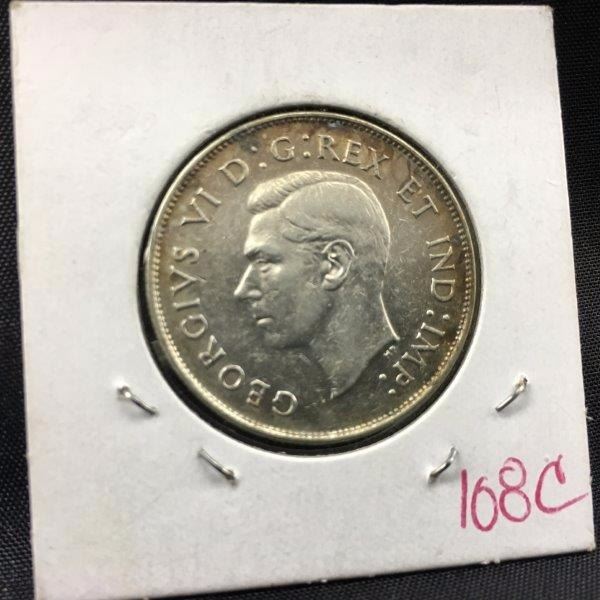 GEORGIVS VI D:G:REX ET IND:IMP:
108C